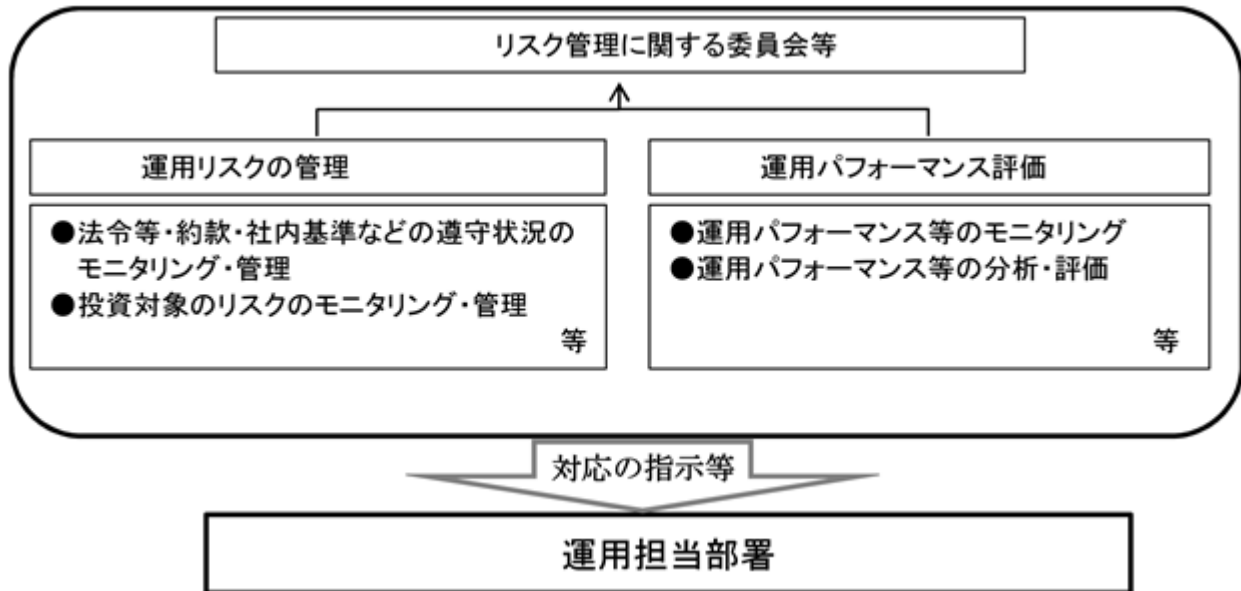 リスク管理に関する委員会等
運用リスクの管理
運用パフォーマンス評価
●法令等・約款・社内基準などの遵守状況の
モニタリング・管理
●投資対象のリスクのモニタリング・管理
等
●運用パフォーマンス等のモニタリング
●運用パフォーマンス等の分析・評価
等
対応の指示等
運用担当部署